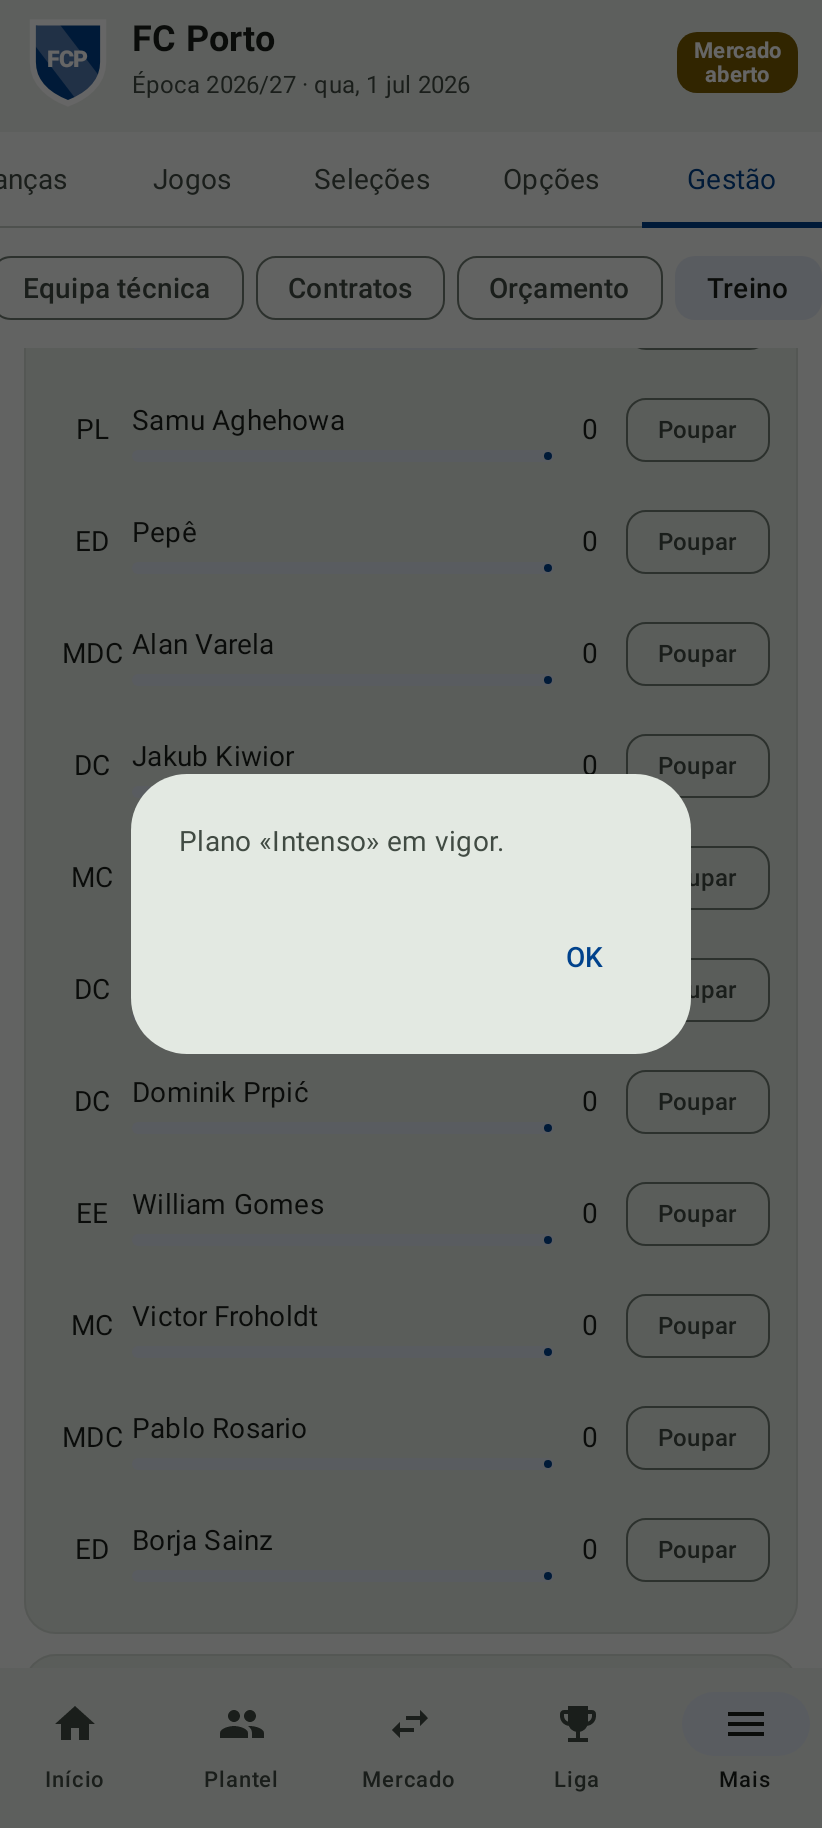 FCP
FC Porto
Época 2026/27 · qua, 1 jul 2026
Mercado
aberto
anças
Jogos
Seleções
Opções
Gestão
Equipa técnica
Contratos
Orçamento
Treino
PL Samu Aghehowa 0 Poupar
ED Pepê 0 Poupar
MDC Alan Varela 0 Poupar
DC Jakub Kiwior 0 Poupar
MC upar
DC upar
Plano «Intenso» em vigor.
OK
DC Dominik Prpić 0 Poupar
EE William Gomes 0 Poupar
MC Victor Froholdt 0 Poupar
MDC Pablo Rosario 0 Poupar
ED Borja Sainz 0 Poupar
Início
Plantel
Mercado
Liga
Mais